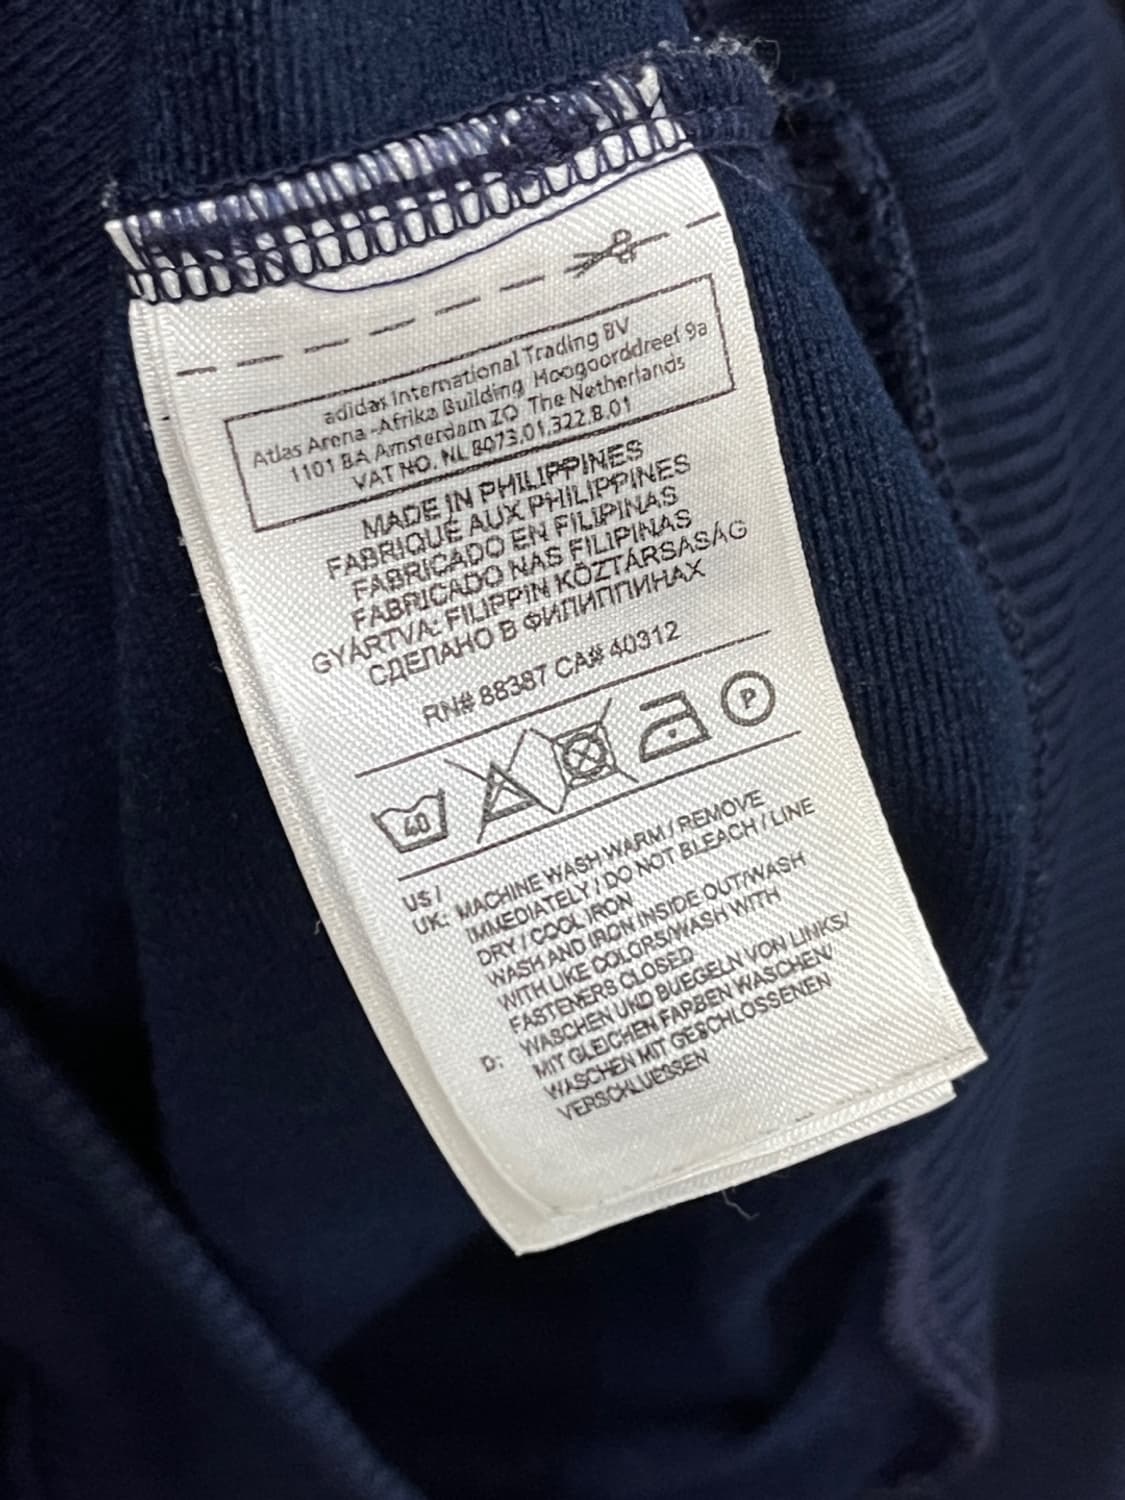 adidas International Trading BV
Atlas Arena -Afrika Building Hoogoorddreef 9a
1101 BA Amsterdam ZO The Netherlands
VAT NO. NL 8073.01.322.B.01
MADE IN PHILIPPINES
FABRIQUÉ AUX PHILIPPINES
FABRICADO EN FILIPINAS
FABRICADO NAS FILIPINAS
GYÁRTVA: FILIPPIN KÖZTÁRSASÁG
СДЕЛАНО В ФИЛИППИНАХ
RN# 88387 CA# 40312
40 P
US /
UK: MACHINE WASH WARM / REMOVE
IMMEDIATELY / DO NOT BLEACH / LINE
DRY / COOL IRON
WASH AND IRON INSIDE OUT/WASH
WITH LIKE COLORS/WASH WITH
FASTENERS CLOSED
D: WASCHEN UND BUEGELN VON LINKS/
MIT GLEICHEN FARBEN WASCHEN/
WASCHEN MIT GESCHLOSSENEN
VERSCHLUESSEN